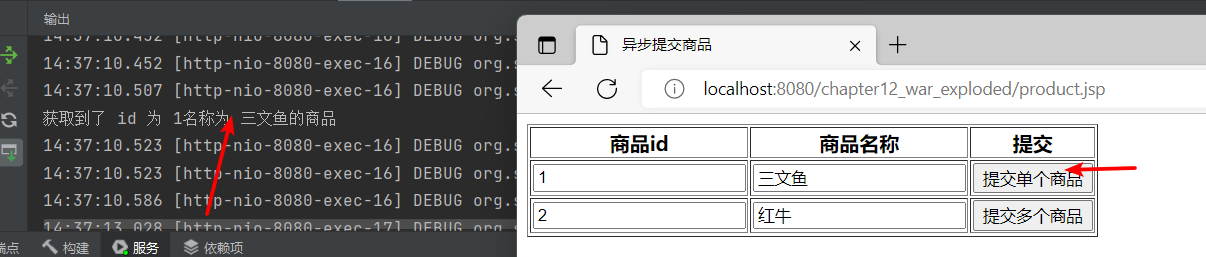 输出
14:37:10.452 [http-nio-8080-exec-16] DEBUG org.s
14:37:10.452 [http-nio-8080-exec-16] DEBUG org.s
14:37:10.507 [http-nio-8080-exec-16] DEBUG org.s
获取到了 id 为 1名称为 三文鱼的商品
14:37:10.523 [http-nio-8080-exec-16] DEBUG org.s
14:37:10.523 [http-nio-8080-exec-16] DEBUG org.s
14:37:10.586 [http-nio-8080-exec-16] DEBUG org.s
14:37:13.028 [http-nio-8080-exec-17] DEBUG org.s
端点 构建 服务 依赖项
异步提交商品
localhost:8080/chapter12_war_exploded/product.jsp
商品id 商品名称 提交
1 三文鱼 提交单个商品
2 红牛 提交多个商品